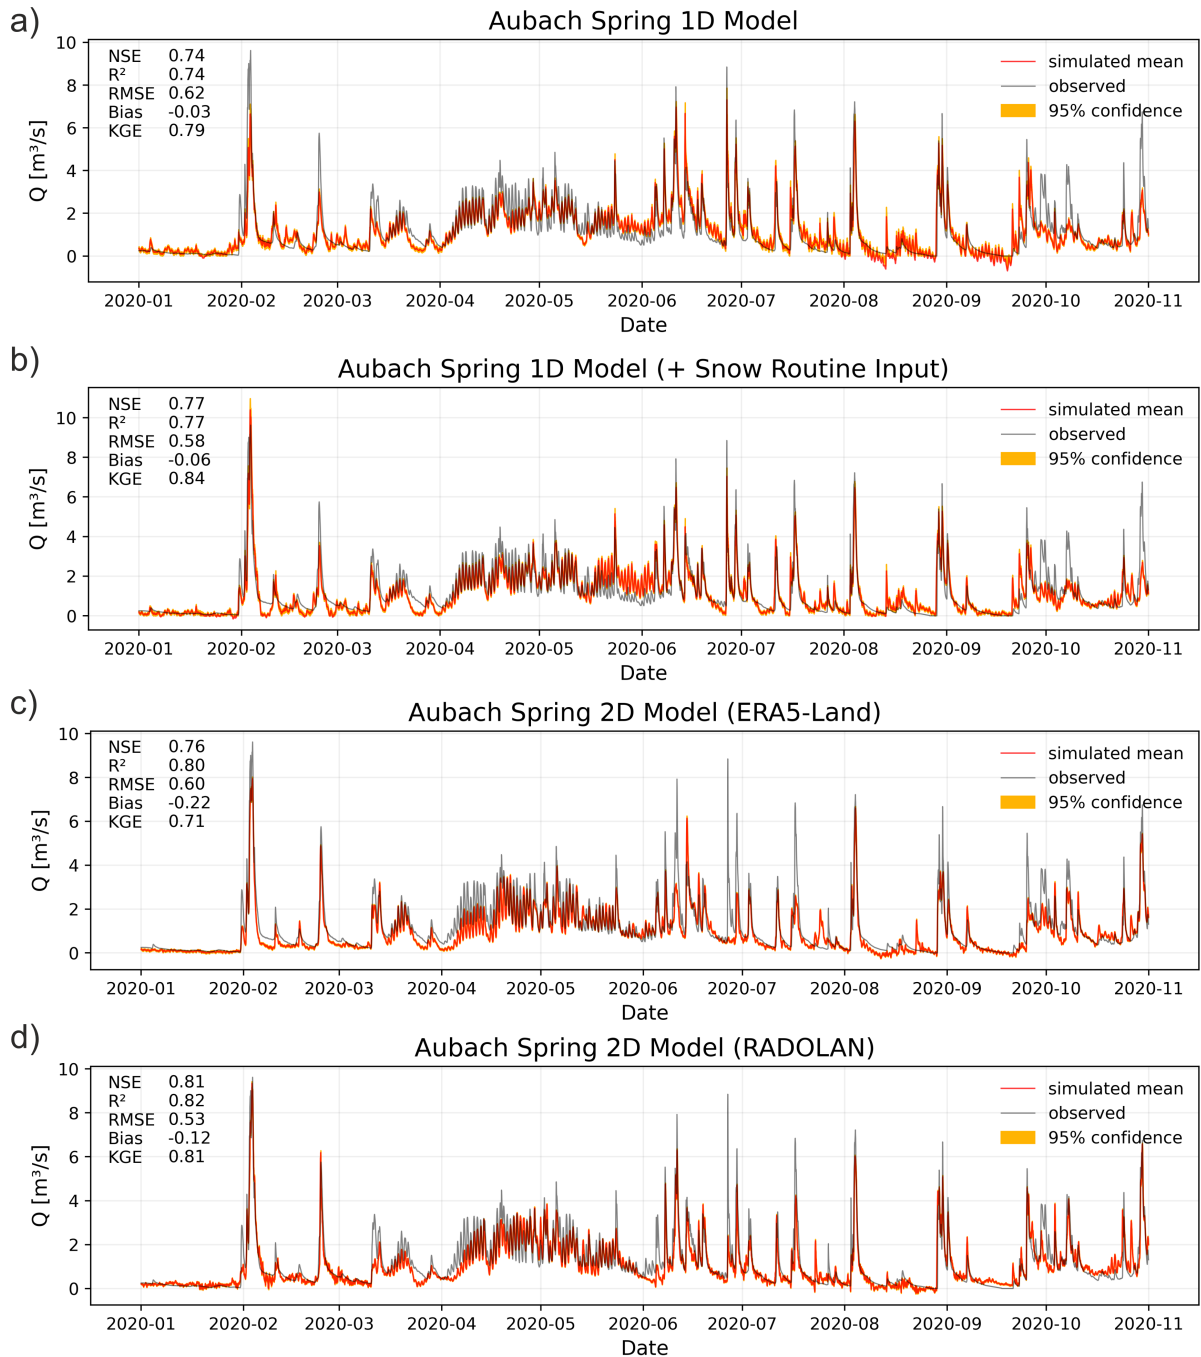 a)
Aubach Spring 1D Model
NSE 0.74
R² 0.74
RMSE 0.62
Bias -0.03
KGE 0.79
simulated mean
observed
95% confidence
Q [m³/s]
10
8
6
4
2
0
2020-01 2020-02 2020-03 2020-04 2020-05 2020-06 2020-07 2020-08 2020-09 2020-10 2020-11
Date
b)
Aubach Spring 1D Model (+ Snow Routine Input)
NSE 0.77
R² 0.77
RMSE 0.58
Bias -0.06
KGE 0.84
simulated mean
observed
95% confidence
Q [m³/s]
10
8
6
4
2
0
2020-01 2020-02 2020-03 2020-04 2020-05 2020-06 2020-07 2020-08 2020-09 2020-10 2020-11
Date
c)
Aubach Spring 2D Model (ERA5-Land)
NSE 0.76
R² 0.80
RMSE 0.60
Bias -0.22
KGE 0.71
simulated mean
observed
95% confidence
Q [m³/s]
10
8
6
4
2
0
2020-01 2020-02 2020-03 2020-04 2020-05 2020-06 2020-07 2020-08 2020-09 2020-10 2020-11
Date
d)
Aubach Spring 2D Model (RADOLAN)
NSE 0.81
R² 0.82
RMSE 0.53
Bias -0.12
KGE 0.81
simulated mean
observed
95% confidence
Q [m³/s]
10
8
6
4
2
0
2020-01 2020-02 2020-03 2020-04 2020-05 2020-06 2020-07 2020-08 2020-09 2020-10 2020-11
Date